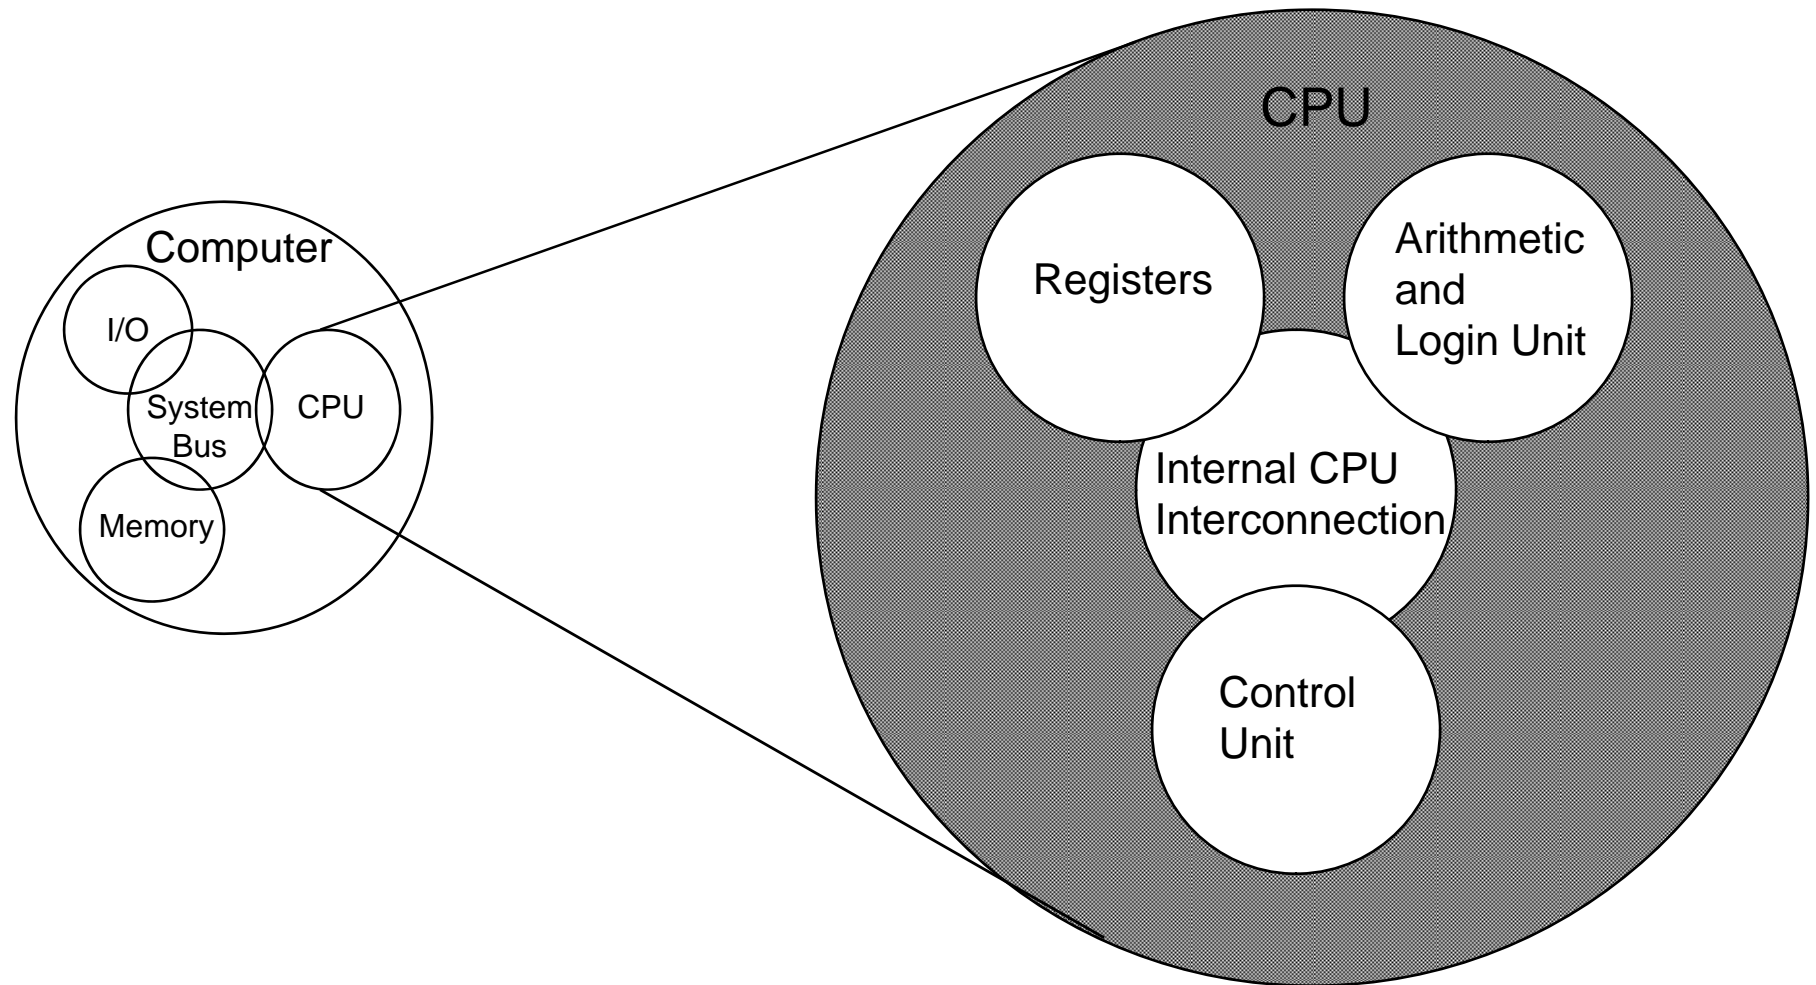 Computer
I/O
System
Bus
CPU
Memory
CPU
Registers
Arithmetic
and
Login Unit
Internal CPU
Interconnection
Control
Unit